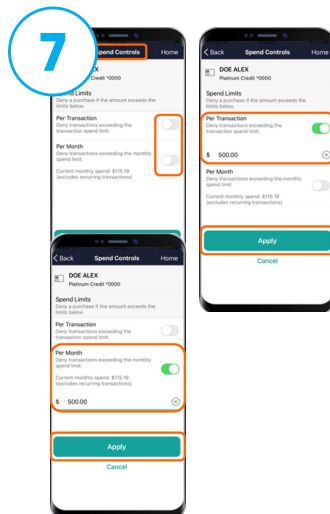 7
Spend Controls
Home
Platinum Credit *0000
Spend Limits
Deny a purchase if the amount exceeds the
limits below.
Per Transaction
Deny transactions exceeding the
transaction spend limit.
Per Month
Deny transactions exceeding the monthly
spend limit.
Current monthly spend: $115.19
(excludes recurring transactions)
< Back Spend Controls Home
DOE ALEX
Platinum Credit *0000
Spend Limits
Deny a purchase if the amount exceeds the
limits below.
Per Transaction
Deny transactions exceeding the
transaction spend limit.
$ 500.00
Per Month
Deny transactions exceeding the monthly
spend limit.
Current monthly spend: $115.19
(excludes recurring transactions)
Apply
Cancel
< Back Spend Controls Home
DOE ALEX
Platinum Credit *0000
Spend Limits
Deny a purchase if the amount exceeds the
limits below.
Per Transaction
Deny transactions exceeding the
transaction spend limit.
Per Month
Deny transactions exceeding the monthly
spend limit.
Current monthly spend: $115.19
(excludes recurring transactions)
$ 500.00
Apply
Cancel